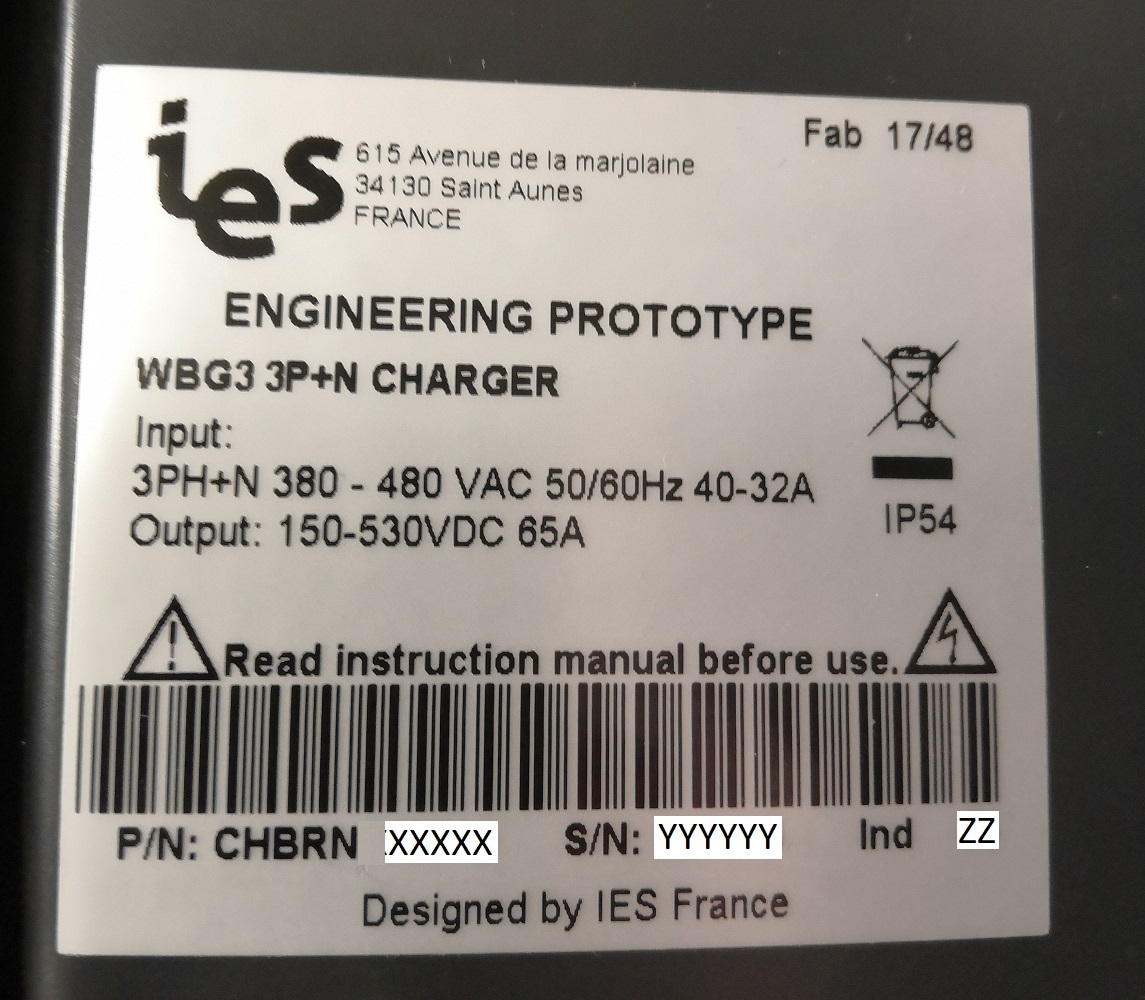 ies
615 Avenue de la marjolaine
34130 Saint Aunes
FRANCE
Fab 17/48
ENGINEERING PROTOTYPE
WBG3 3P+N CHARGER
Input:
3PH+N 380 - 480 VAC 50/60Hz 40-32A
Output: 150-530VDC 65A
IP54
Read instruction manual before use.
P/N: CHBRN XXXXX S/N: YYYYYY Ind ZZ
Designed by IES France